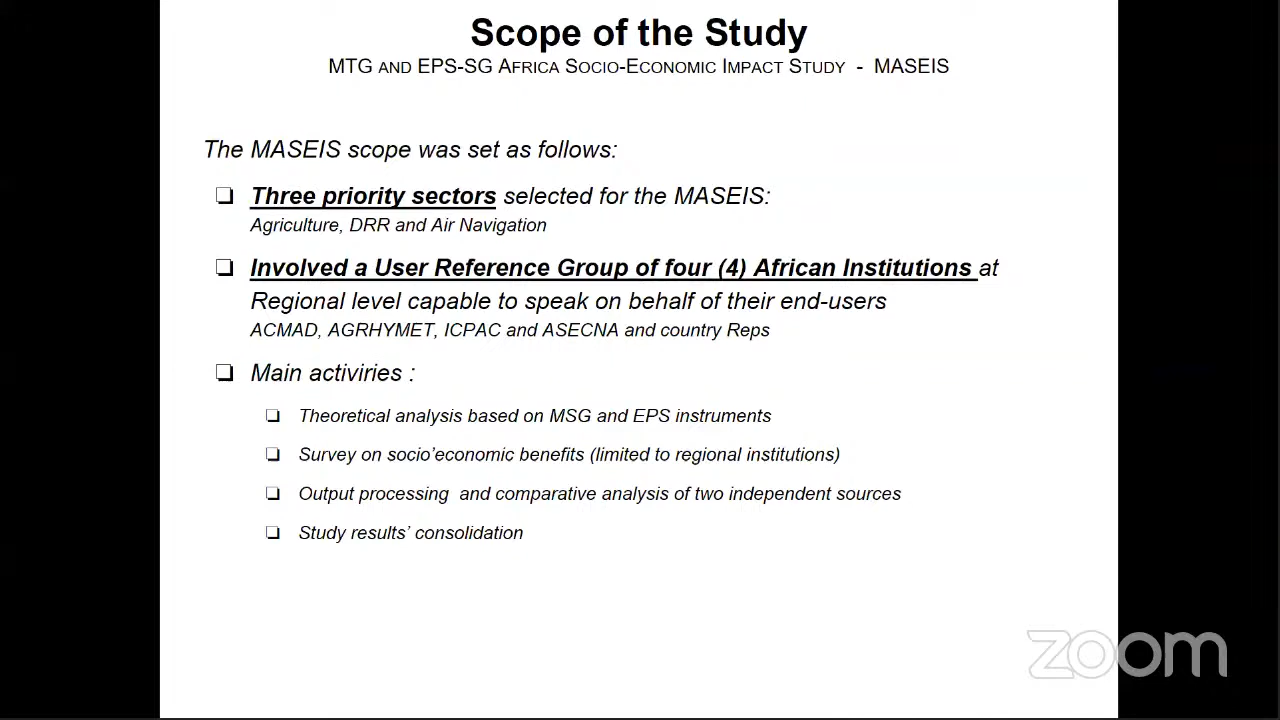 Scope of the Study
MTG AND EPS-SG AFRICA SOCIO-ECONOMIC IMPACT STUDY - MASEIS
The MASEIS scope was set as follows:
❑ Three priority sectors selected for the MASEIS:
Agriculture, DRR and Air Navigation
❑ Involved a User Reference Group of four (4) African Institutions at
Regional level capable to speak on behalf of their end-users
ACMAD, AGRHYMET, ICPAC and ASECNA and country Reps
❑ Main activiries :
❑ Theoretical analysis based on MSG and EPS instruments
❑ Survey on socio’economic benefits (limited to regional institutions)
❑ Output processing and comparative analysis of two independent sources
❑ Study results’ consolidation
zoom